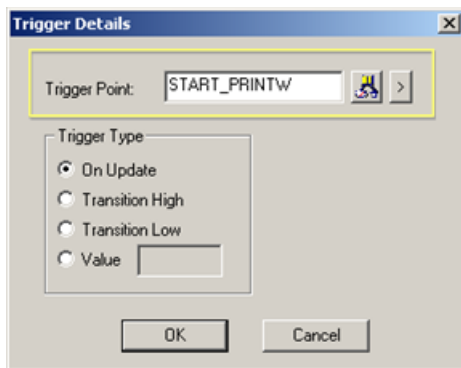 Trigger Details
Trigger Point: START_PRINTW >
Trigger Type
On Update
Transition High
Transition Low
Value
OK Cancel